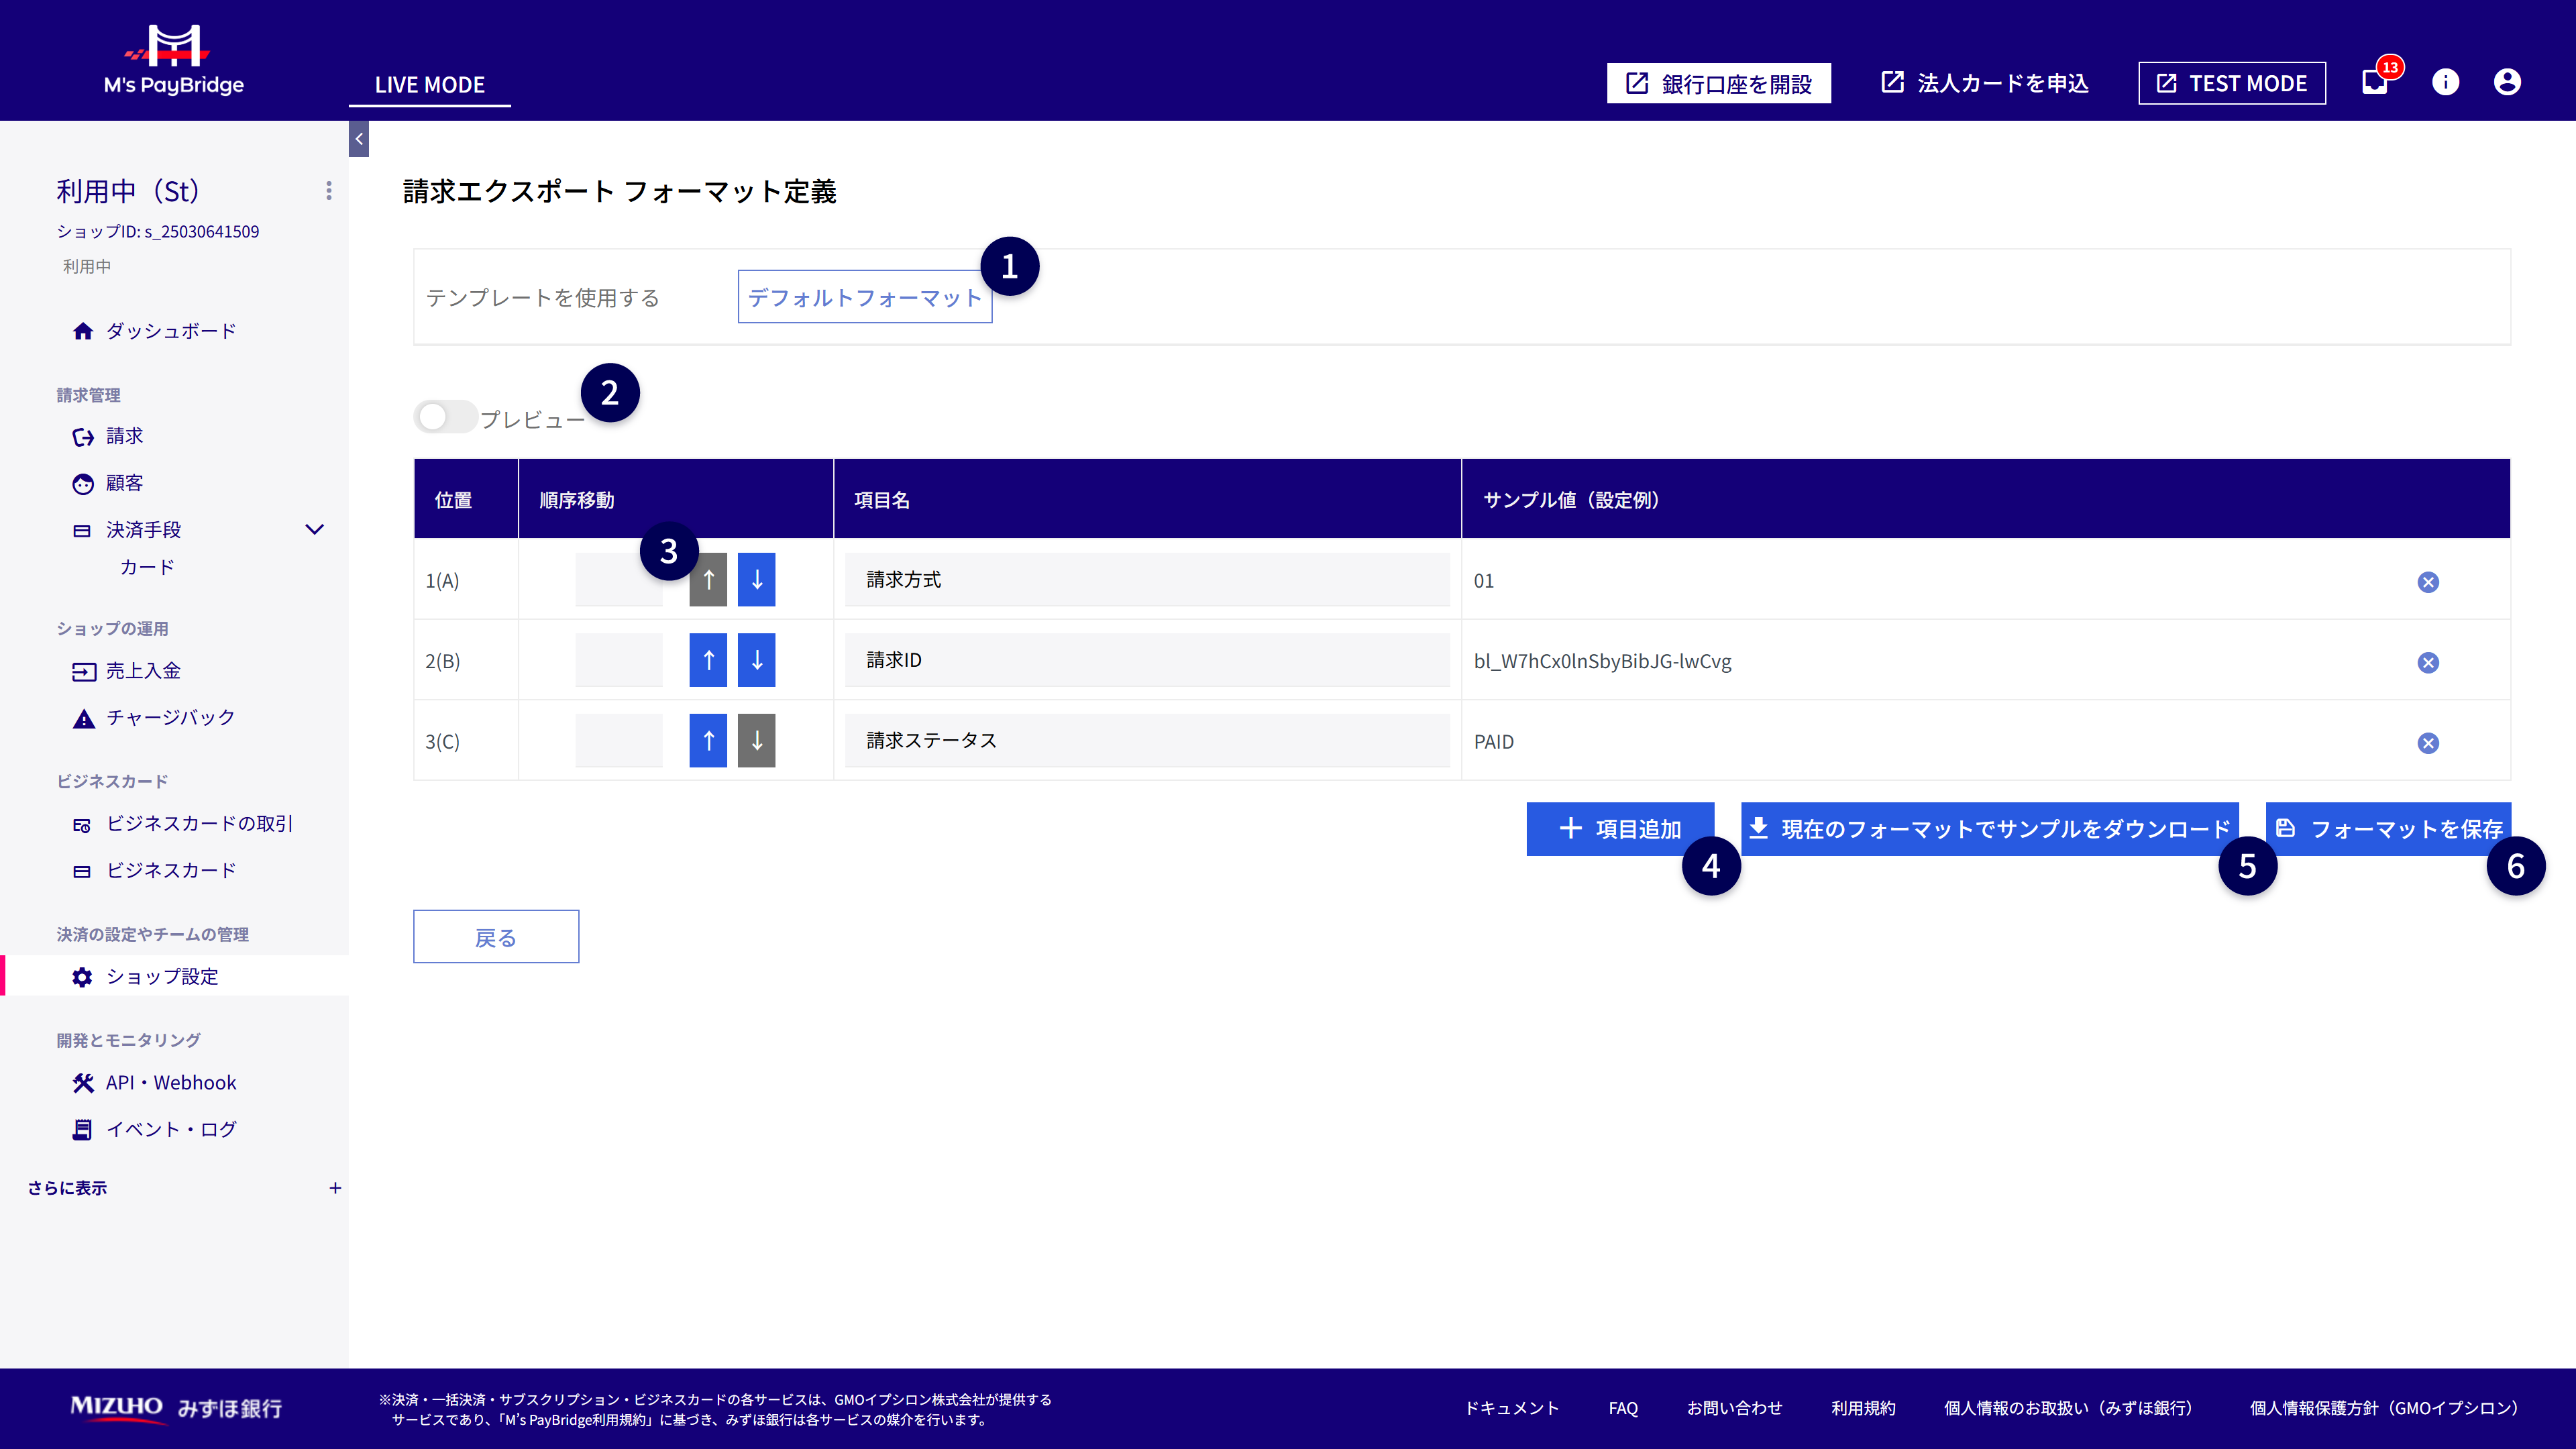 M's PayBridge
LIVE MODE
銀行口座を開設
法人カードを申込
TEST MODE
13
利用中（St）
ショップID: s_25030641509
利用中
ダッシュボード
請求管理
請求
顧客
決済手段
カード
ショップの運用
売上入金
チャージバック
ビジネスカード
ビジネスカードの取引
ビジネスカード
決済の設定やチームの管理
ショップ設定
開発とモニタリング
API・Webhook
イベント・ログ
さらに表示 +
請求エクスポート フォーマット定義
テンプレートを使用する
デフォルトフォーマット
1
プレビュー
2
位置 順序移動 項目名 サンプル値（設定例）
3
1(A) ↑ ↓ 請求方式 01
2(B) ↑ ↓ 請求ID bl_W7hCx0lnSbyBibJG-lwCvg
3(C) ↑ ↓ 請求ステータス PAID
項目追加
4
現在のフォーマットでサンプルをダウンロード
5
フォーマットを保存
6
戻る
MIZUHO みずほ銀行
※決済・一括決済・サブスクリプション・ビジネスカードの各サービスは、GMOイプシロン株式会社が提供する
サービスであり、「M's PayBridge利用規約」に基づき、みずほ銀行は各サービスの媒介を行います。
ドキュメント FAQ お問い合わせ 利用規約 個人情報のお取扱い（みずほ銀行） 個人情報保護方針（GMOイプシロン）